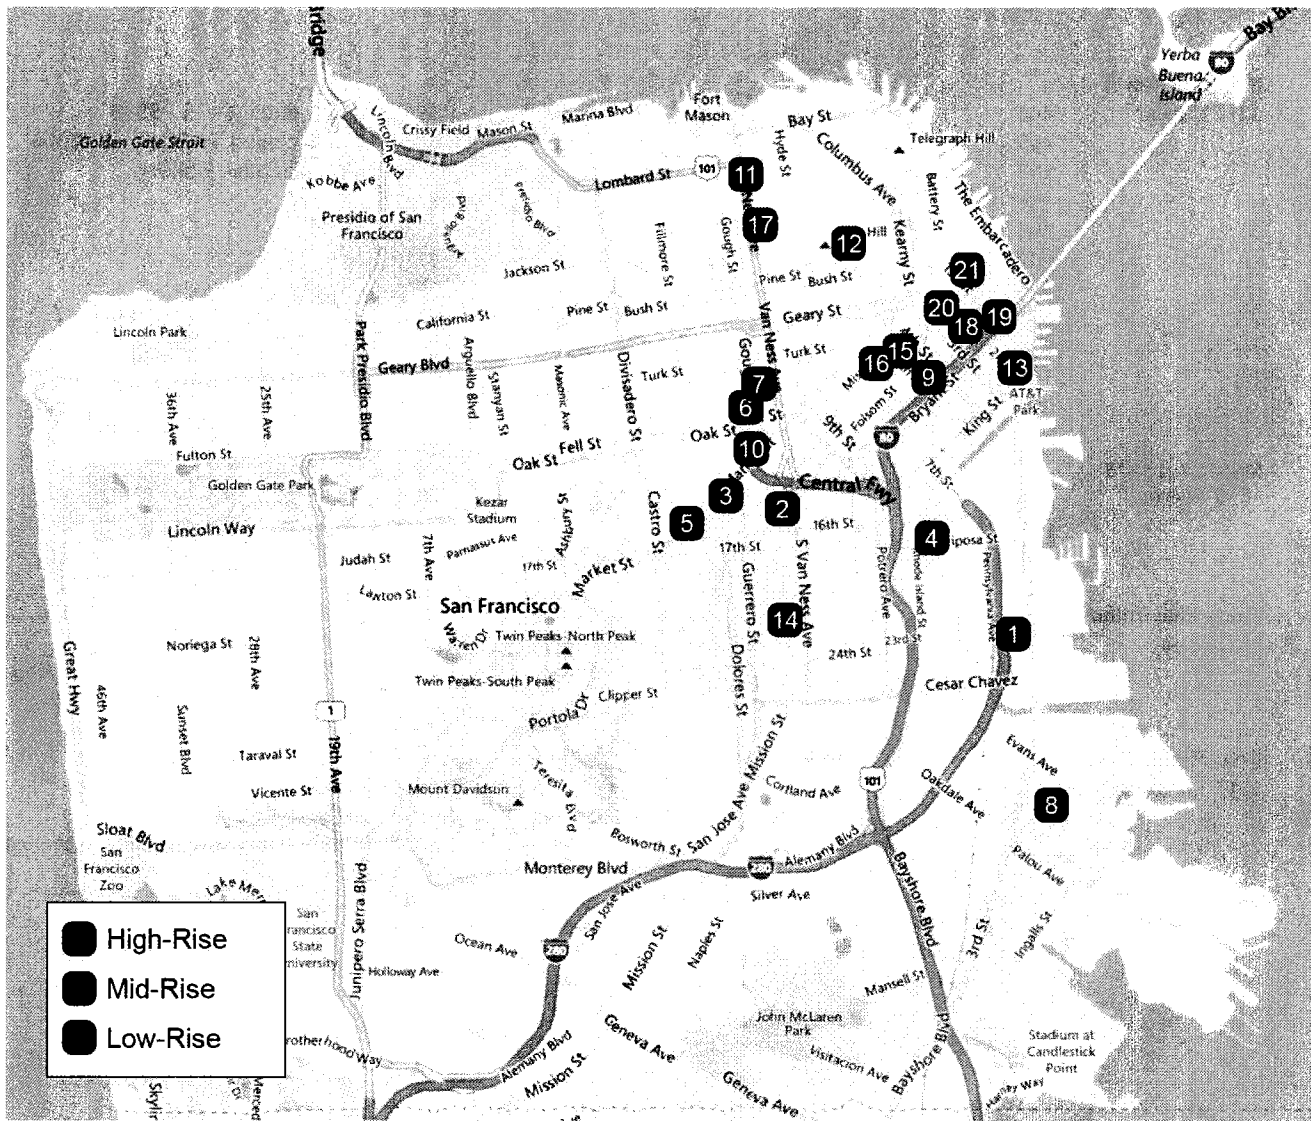 Bay
Yerba
Buena
Island
80
Golden Gate Strait
Lincoln Blvd
Crissy Field
Mason St
Marina Blvd
Fort
Mason
Bay St
Hyde St
Columbus Ave
Telegraph Hill
Battery St
The Embarcadero
Kobbe Ave
Lombard St
101
11
Presidio of San
Francisco
Presidio Blvd
Fillmore St
Gough St
17
12
Hill
Kearny St
21
Jackson St
Pine St
Bush St
20
18
19
Lincoln Park
California St
Pine St
Bush St
Van Ness Ave
Geary St
Park Presidio Blvd
Geary Blvd
Arguello Blvd
Stanyan St
Masonic Ave
Divisadero St
Turk St
Turk St
16
15
3rd St
9
13
AT&T
Park
36th Ave
25th Ave
7
6
St
Folsom St
Bryant St
King St
Fulton St
Oak St
Fell St
Oak St
10
9th St
80
7th St
Golden Gate Park
Kezar
Stadium
Central Fwy
Lincoln Way
Ashbury St
Castro St
5
3
2
16th St
4
iposa St
Judah St
7th Ave
Parnassus Ave
17th St
Market St
17th St
Lawton St
San Francisco
Guerrero St
S Van Ness Ave
Potrero Ave
Pennsylvania Ave
Noriega St
28th Ave
Warren Dr
Twin Peaks-North Peak
14
23rd St
1
Great Hwy
46th Ave
Twin Peaks-South Peak
Clipper St
Dolores St
24th St
Cesar Chavez
Sunset Blvd
1
19th Ave
Portola Dr
Mission St
Taraval St
Vicente St
Mount Davidson
Teresita Blvd
San Jose Ave
Cortland Ave
101
Oakdale Ave
Evans Ave
8
Sloat Blvd
San
Francisco
Zoo
Bosworth St
Monterey Blvd
280
Alemany Blvd
Silver Ave
Bayshore Blvd
Palou Ave
Junipero Serra Blvd
San
rancisco
State
niversity
Ocean Ave
Holloway Ave
280
San Jose Ave
Mission St
Naples St
3rd St
Ingalls St
Mansell St
High-Rise
Mid-Rise
Low-Rise
rotherhood Way
Alemany Blvd
Mission St
Geneva Ave
Geneva Ave
John McLaren
Park
Visitacion Ave
Bayshore Blvd
Stadium at
Candlestick
Point
Harney Way